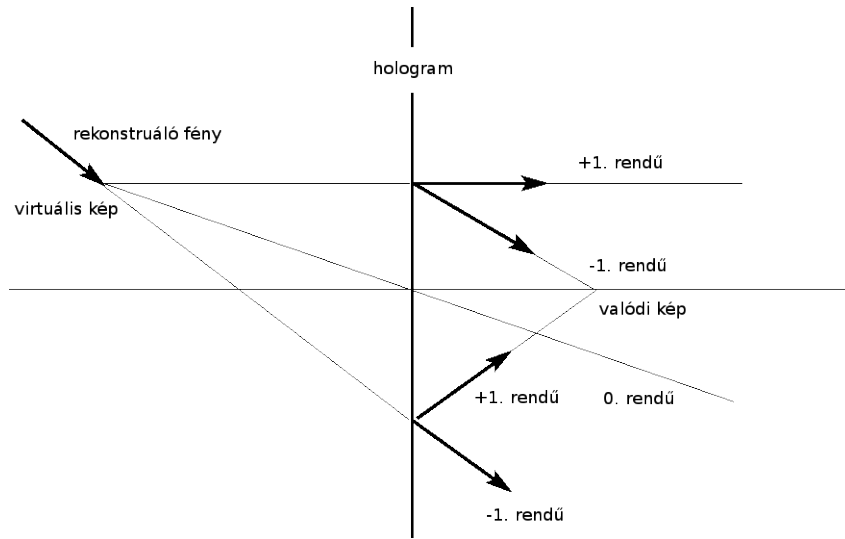 hologram
rekonstruáló fény
+1. rendű
virtuális kép
-1. rendű
valódi kép
+1. rendű
0. rendű
-1. rendű